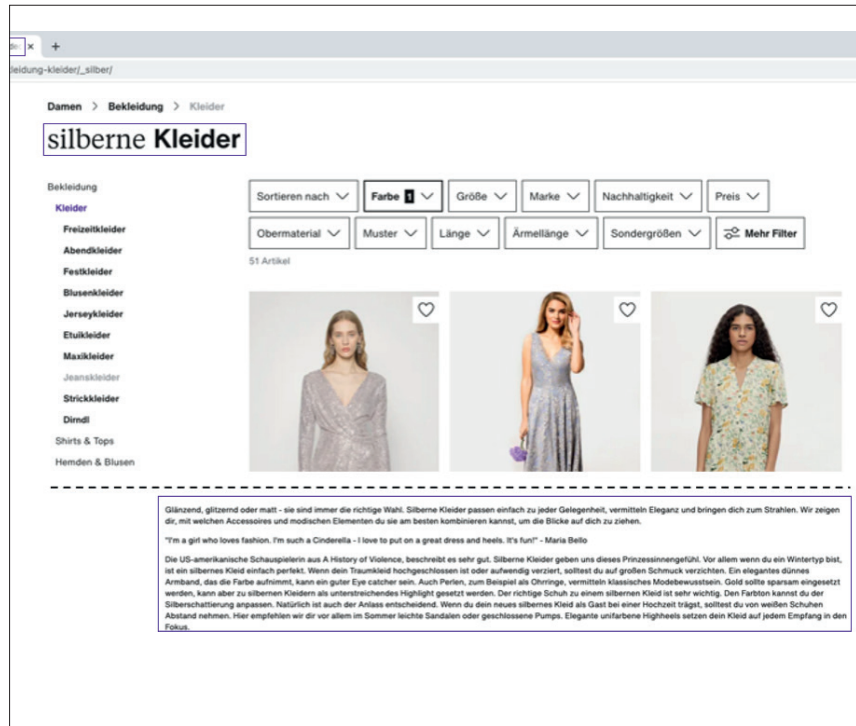 leidung-kleider/_silber/
Damen > Bekleidung > Kleider
silberne Kleider
Bekleidung
Kleider
Freizeitkleider
Abendkleider
Festkleider
Blusenkleider
Jerseykleider
Etuikleider
Maxikleider
Jeanskleider
Strickkleider
Dirndl
Shirts & Tops
Hemden & Blusen
Sortieren nach Farbe 1 Größe Marke Nachhaltigkeit Preis
Obermaterial Muster Länge Ärmellänge Sondergrößen Mehr Filter
51 Artikel
Glänzend, glitzernd oder matt - sie sind immer die richtige Wahl. Silberne Kleider passen einfach zu jeder Gelegenheit, vermitteln Eleganz und bringen dich zum Strahlen. Wir zeigen
dir, mit welchen Accessoires und modischen Elementen du sie am besten kombinieren kannst, um die Blicke auf dich zu ziehen.
"I'm a girl who loves fashion. I'm such a Cinderella - I love to put on a great dress and heels. It's fun!" - Maria Bello
Die US-amerikanische Schauspielerin aus A History of Violence, beschreibt es sehr gut. Silberne Kleider geben uns dieses Prinzessinnengefühl. Vor allem wenn du ein Wintertyp bist,
ist ein silbernes Kleid einfach perfekt. Wenn dein Traumkleid hochgeschlossen ist oder aufwendig verziert, solltest du auf großen Schmuck verzichten. Ein elegantes dünnes
Armband, das die Farbe aufnimmt, kann ein guter Eye catcher sein. Auch Perlen, zum Beispiel als Ohrringe, vermitteln klassisches Modebewusstsein. Gold sollte sparsam eingesetzt
werden, kann aber zu silbernen Kleidern als unterstreichendes Highlight gesetzt werden. Der richtige Schuh zu einem silbernen Kleid ist sehr wichtig. Den Farbton kannst du der
Silberschattierung anpassen. Natürlich ist auch der Anlass entscheidend. Wenn du dein neues silbernes Kleid als Gast bei einer Hochzeit trägst, solltest du von weißen Schuhen
Abstand nehmen. Hier empfehlen wir dir vor allem im Sommer leichte Sandalen oder geschlossene Pumps. Elegante unifarbene Highheels setzen dein Kleid auf jedem Empfang in den
Fokus.